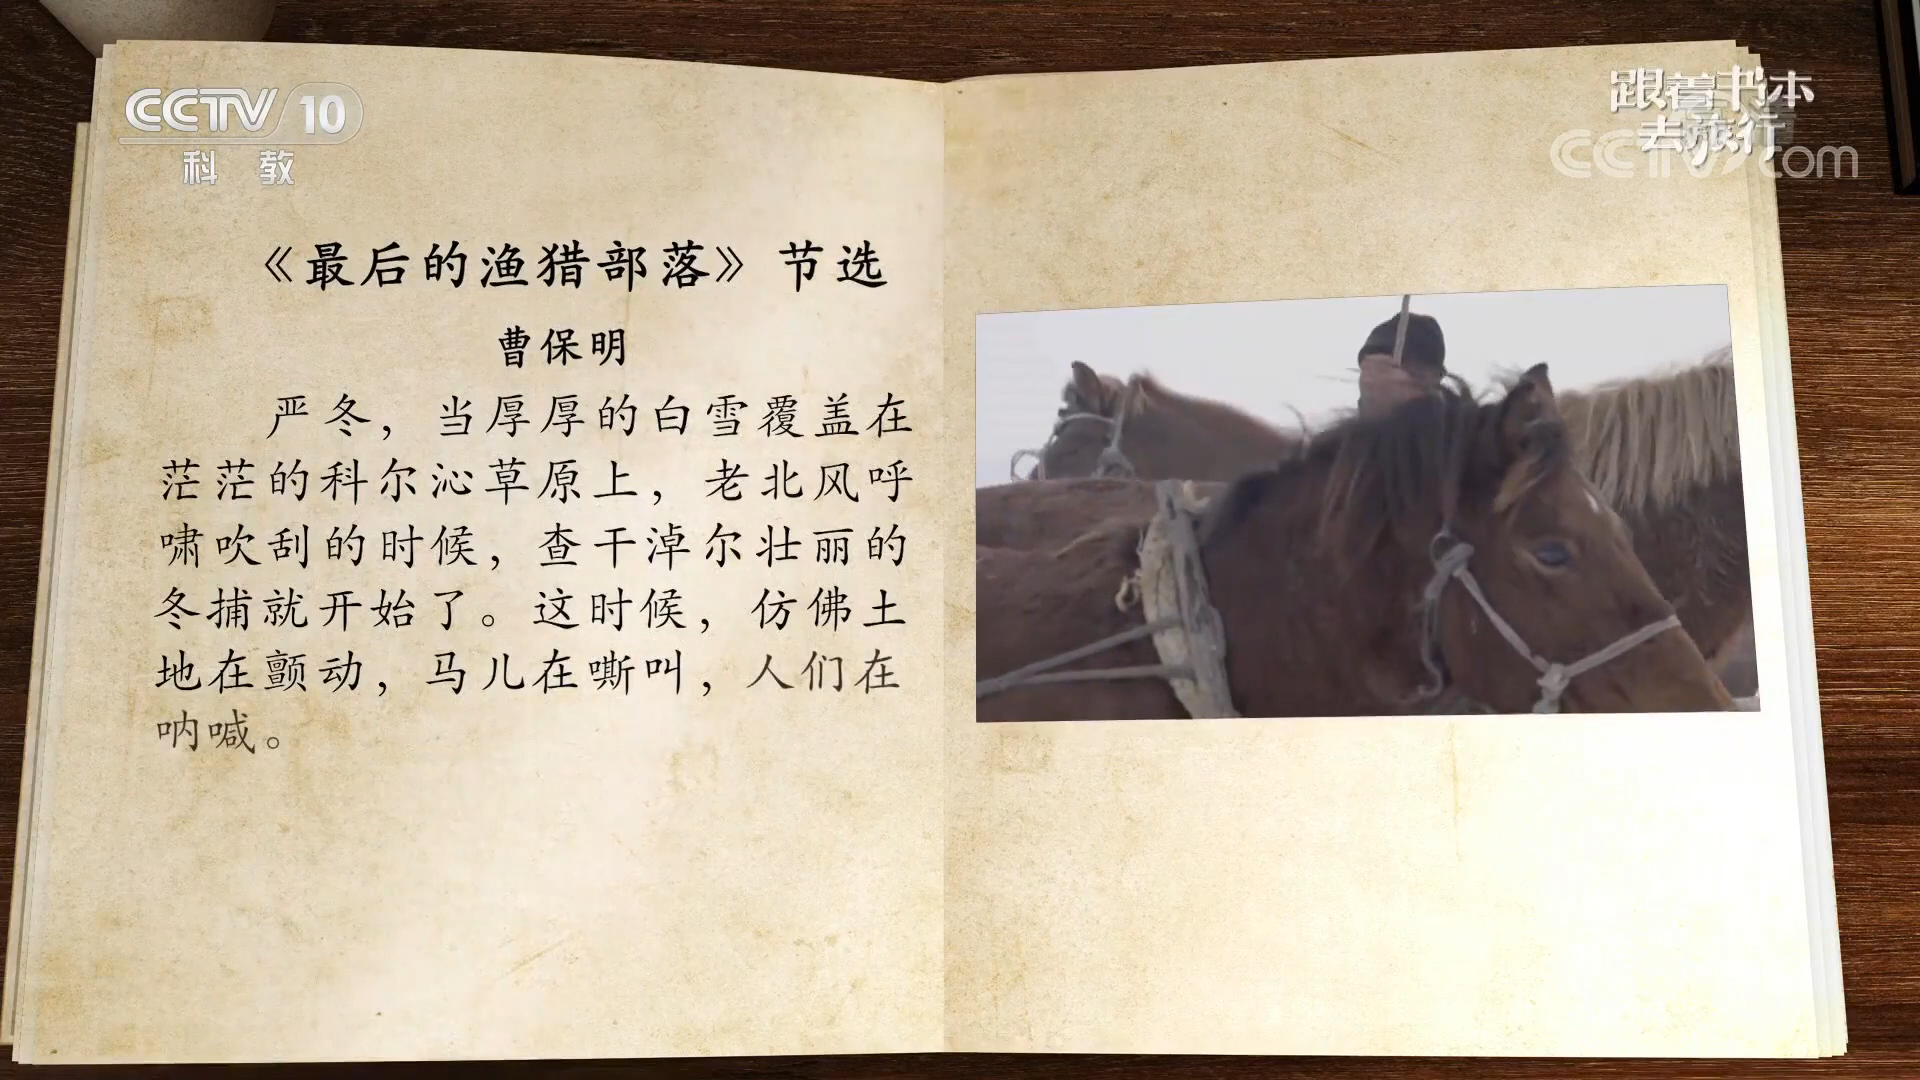 CCTV 10
科 教
跟着书本
去旅行
CCTV.com
《最后的渔猎部落》节选
曹保明
严冬，当厚厚的白雪覆盖在
茫茫的科尔沁草原上，老北风呼
啸吹刮的时候，查干淖尔壮丽的
冬捕就开始了。这时候，仿佛土
地在颤动，马儿在嘶叫，人们在
呐喊。